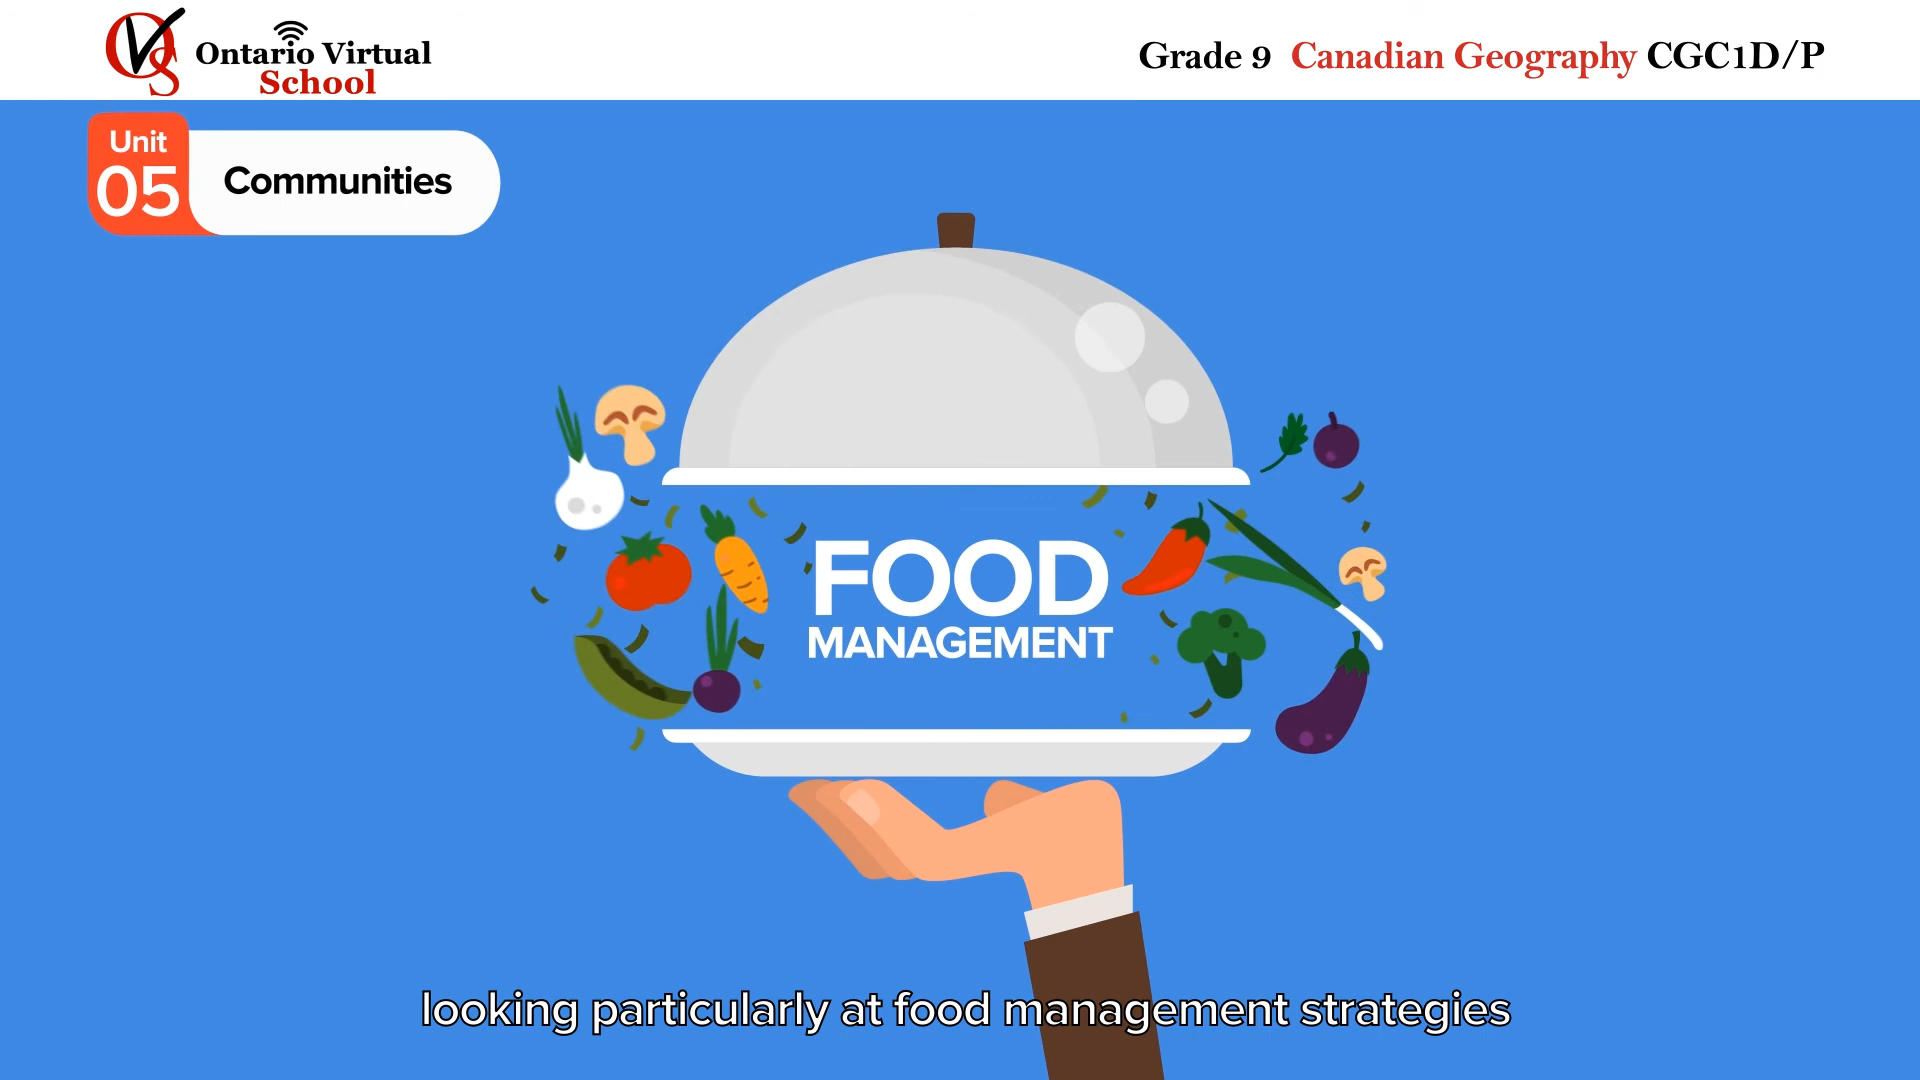 OVS
Ontario Virtual
School
Grade 9 Canadian Geography CGC1D/P
Unit
05
Communities
FOOD
MANAGEMENT
looking particularly at food management strategies